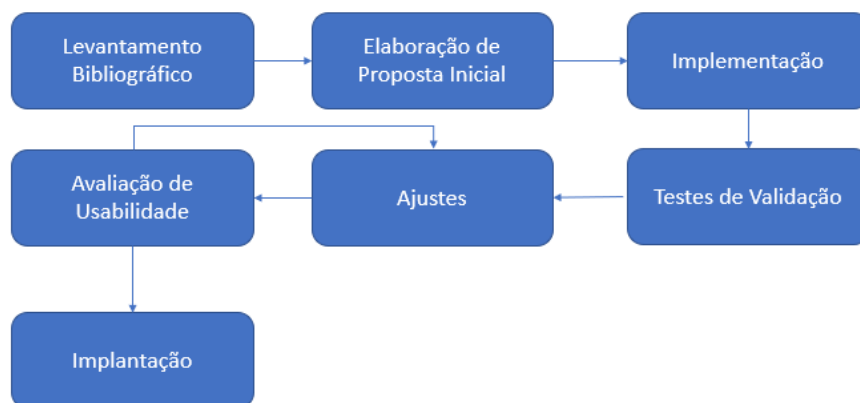 Levantamento
Bibliográfico
Elaboração de
Proposta Inicial
Implementação
Avaliação de
Usabilidade
Ajustes
Testes de Validação
Implantação